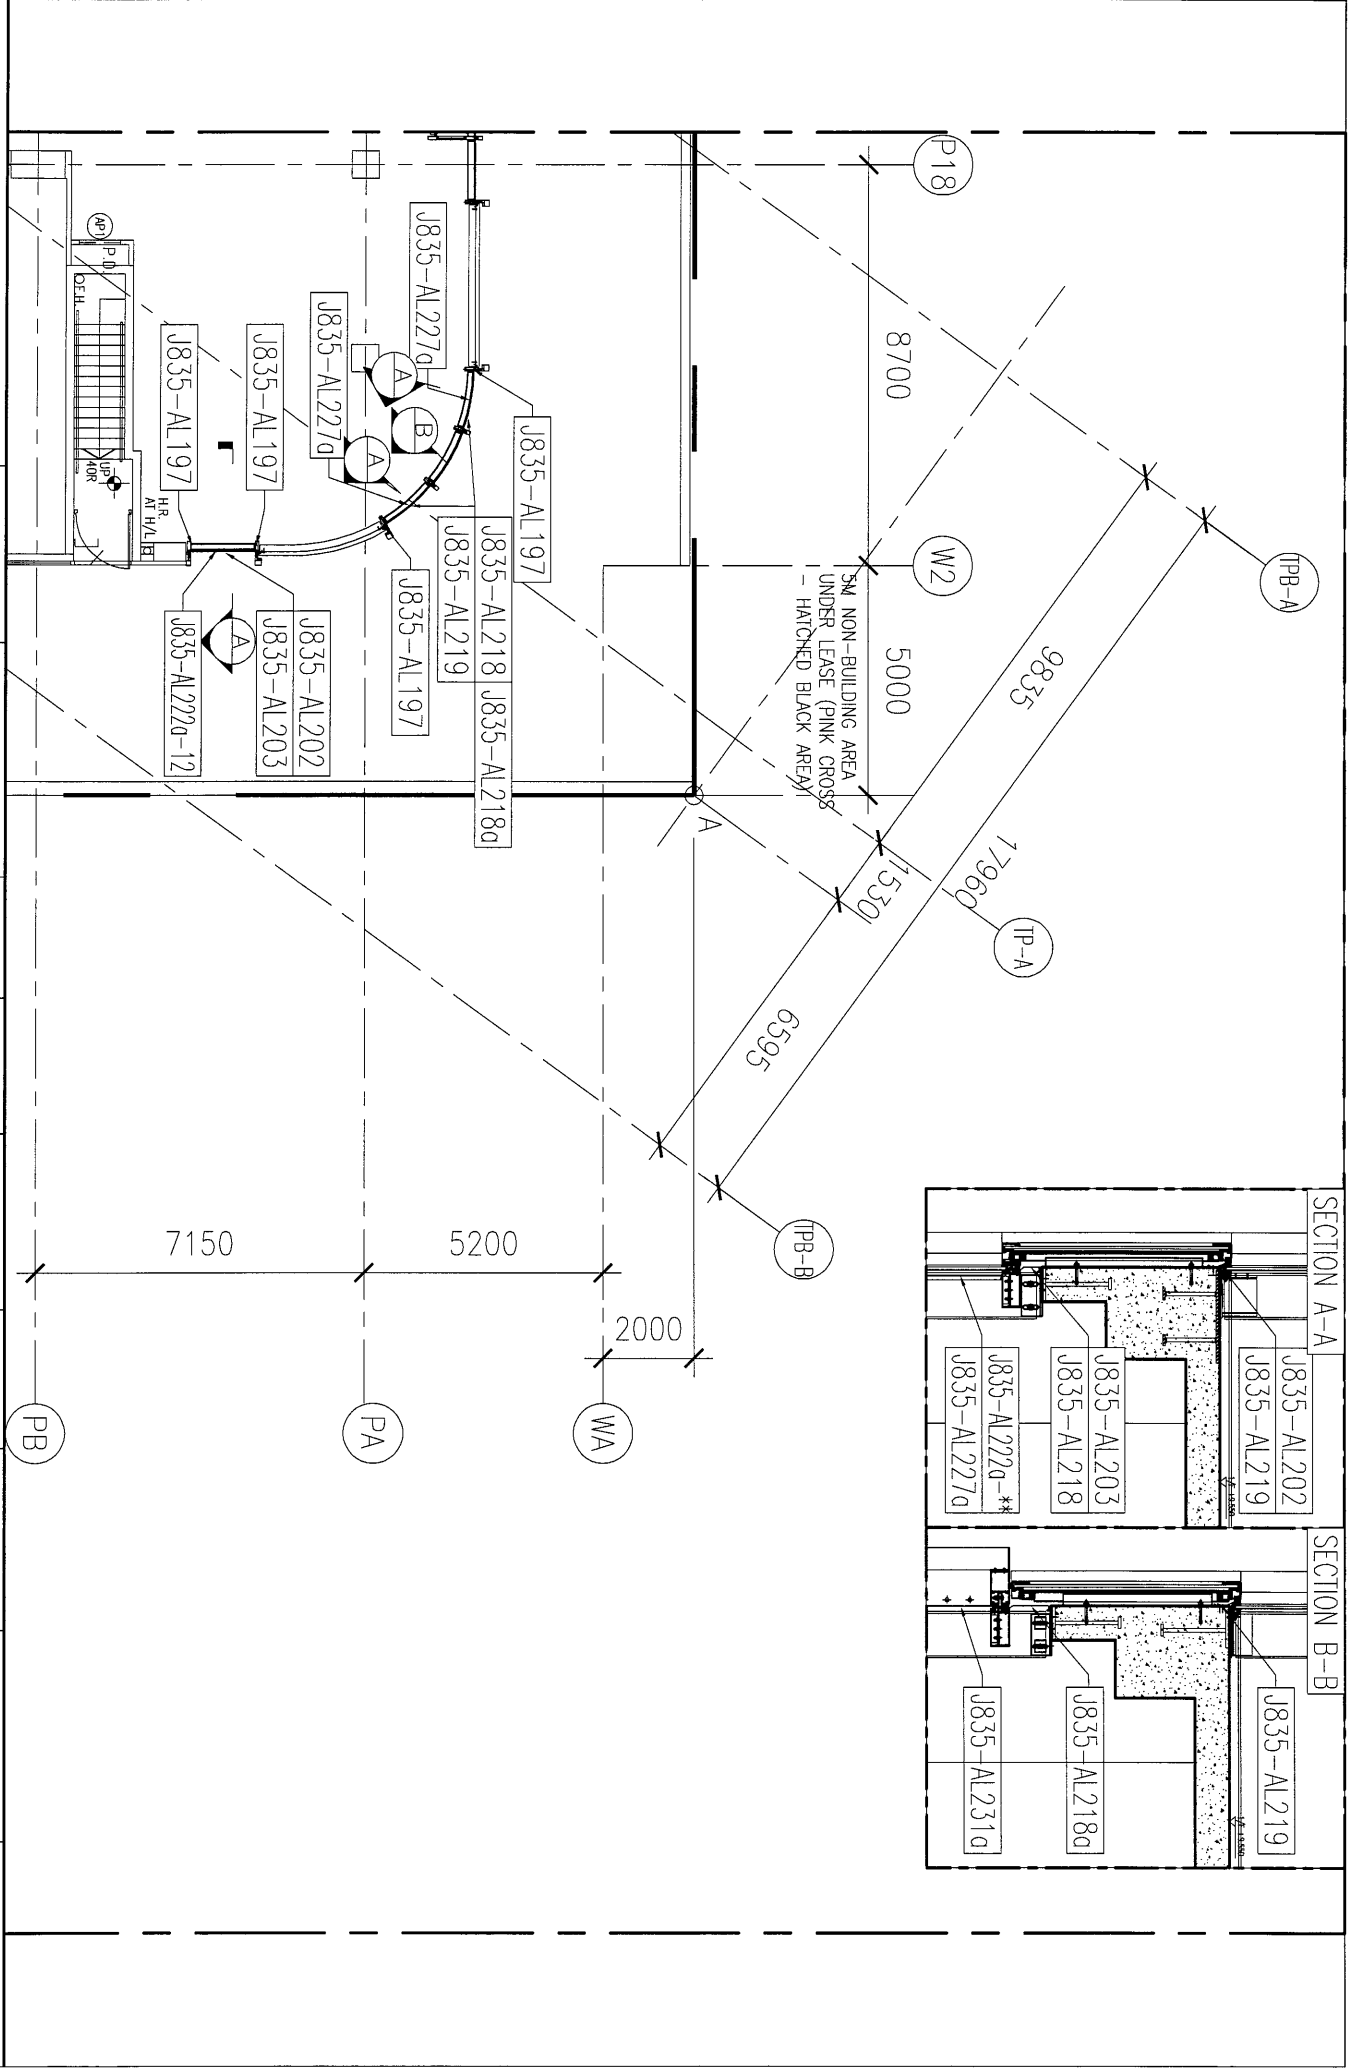 SECTION A-A
J835-AL202
J835-AL219
J835-AL203
J835-AL218
J835-AL222a-**
J835-AL227a
SECTION B-B
J835-AL219
J835-AL218a
J835-AL231a
P18
8700
W2
5000
5M NON-BUILDING AREA
UNDER LEASE (PINK CROSS
- HATCHED BLACK AREA)
TPB-A
9835
17960
1530
TP-A
6595
TPB-B
A
J835-AL197
J835-AL218
J835-AL218a
J835-AL219
J835-AL197
J835-AL227a
J835-AL227a
A
B
A
J835-AL197
J835-AL197
J835-AL202
J835-AL203
A
J835-AL222a-12
AP1
P.D.
F.H.
UP
40R
H.R.
AT H/L
7150
5200
2000
PB
PA
WA